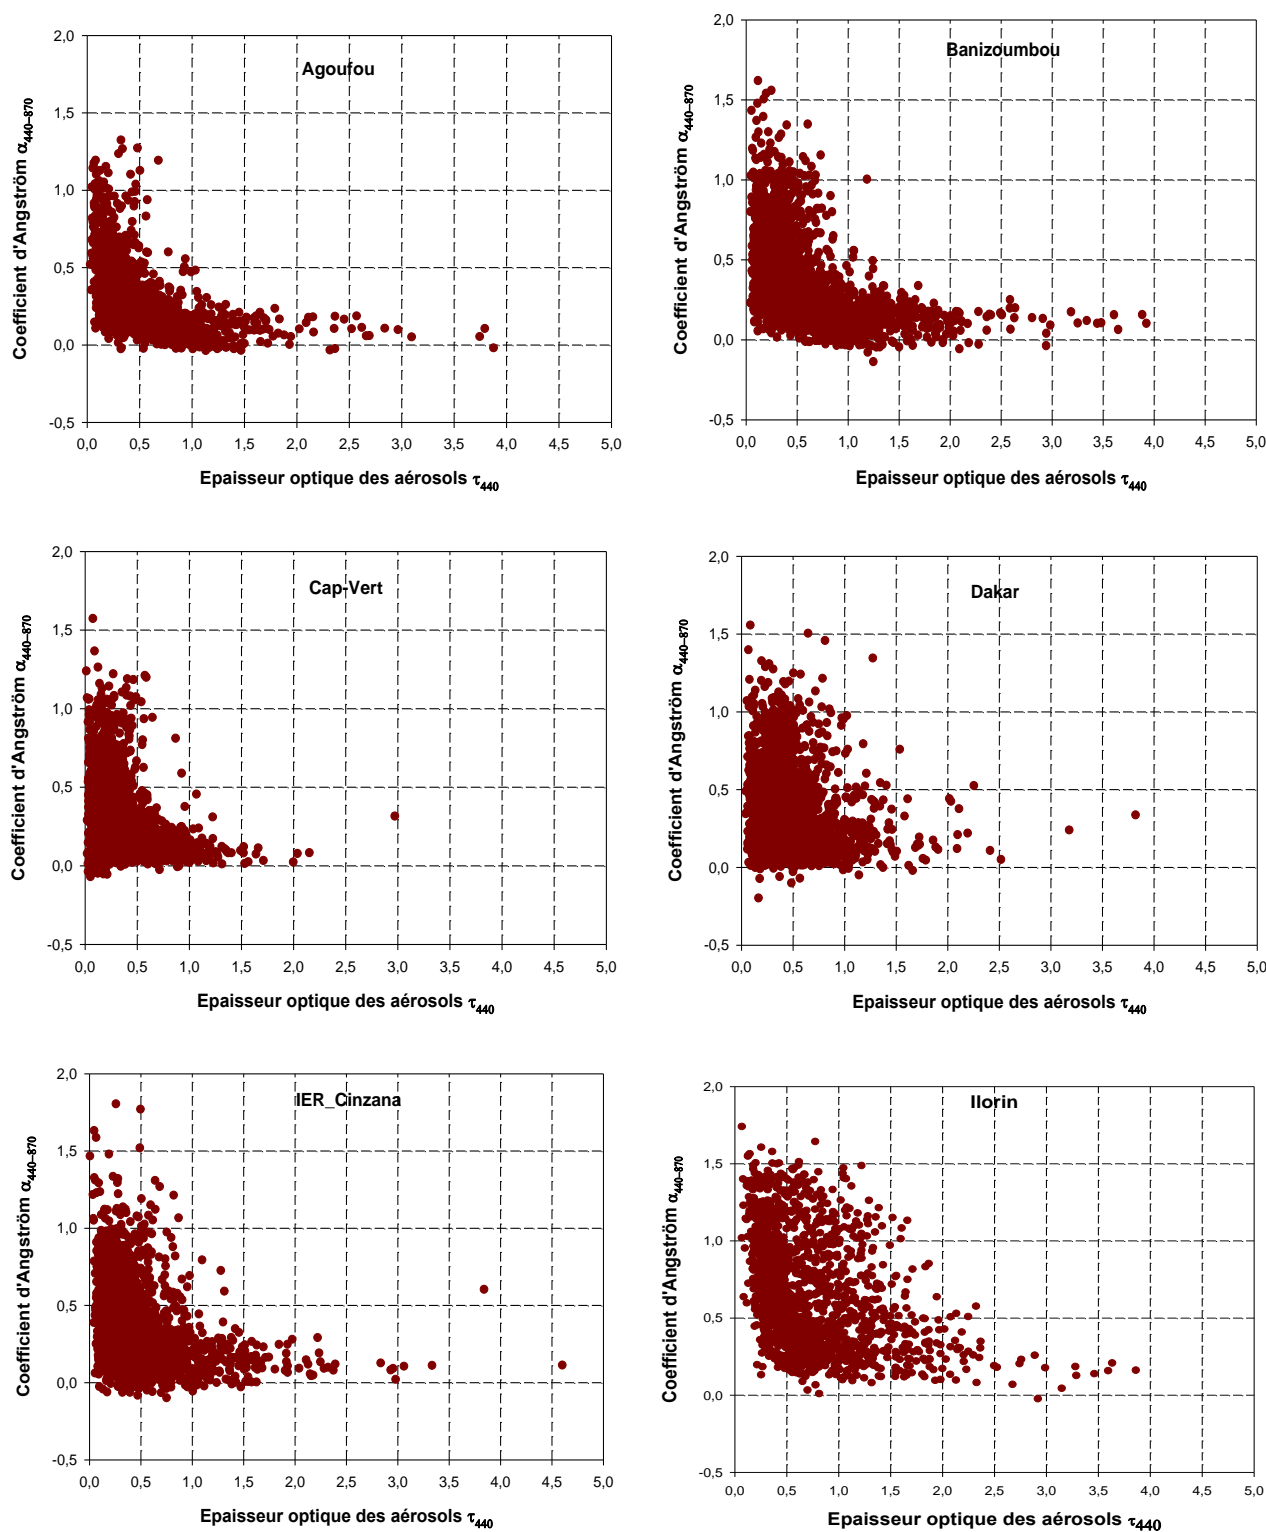 Agoufou
Coefficient d'Angström α440–870
2,0
1,5
1,0
0,5
0,0
-0,5
0,0 0,5 1,0 1,5 2,0 2,5 3,0 3,5 4,0 4,5 5,0
Epaisseur optique des aérosols τ440
Banizoumbou
Coefficient d'Angström α440–870
2,0
1,5
1,0
0,5
0,0
-0,5
0,0 0,5 1,0 1,5 2,0 2,5 3,0 3,5 4,0 4,5 5,0
Epaisseur optique des aérosols τ440
Cap-Vert
Coefficient d'Angström α440–870
2,0
1,5
1,0
0,5
0,0
-0,5
0,0 0,5 1,0 1,5 2,0 2,5 3,0 3,5 4,0 4,5 5,0
Epaisseur optique des aérosols τ440
Dakar
Coefficient d'Angström α440–870
2,0
1,5
1,0
0,5
0,0
-0,5
0,0 0,5 1,0 1,5 2,0 2,5 3,0 3,5 4,0 4,5 5,0
Epaisseur optique des aérosols τ440
IER_Cinzana
Coefficient d'Angström α440–870
2,0
1,5
1,0
0,5
0,0
-0,5
0,0 0,5 1,0 1,5 2,0 2,5 3,0 3,5 4,0 4,5 5,0
Epaisseur optique des aérosols τ440
Ilorin
Coefficient d'Angström α440–870
2,0
1,5
1,0
0,5
0,0
-0,5
0,0 0,5 1,0 1,5 2,0 2,5 3,0 3,5 4,0 4,5 5,0
Epaisseur optique des aérosols τ440